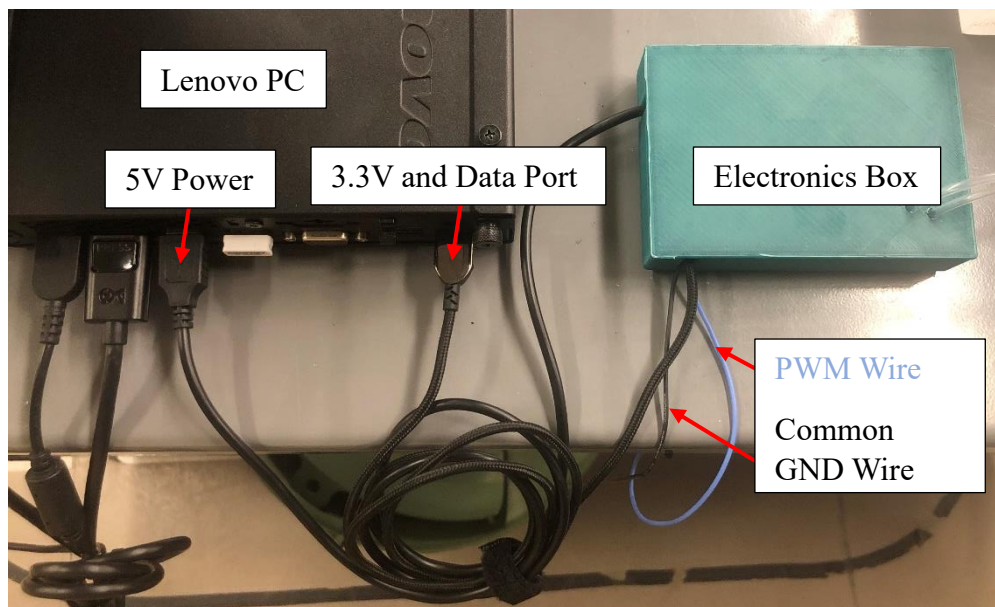 Lenovo PC
5V Power
3.3V and Data Port
Electronics Box
PWM Wire
Common
GND Wire